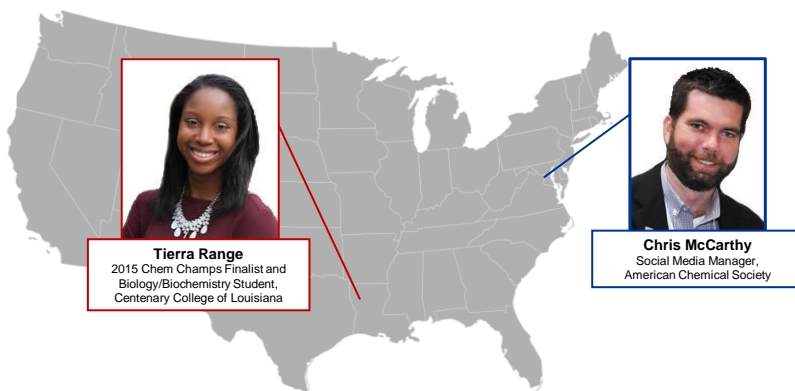 Tierra Range
2015 Chem Champs Finalist and
Biology/Biochemistry Student,
Centenary College of Louisiana
Chris McCarthy
Social Media Manager,
American Chemical Society